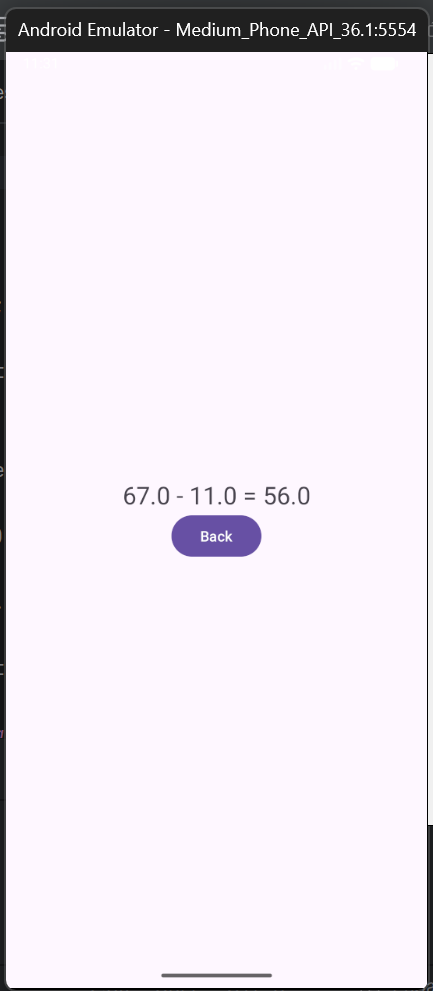 Android Emulator - Medium_Phone_API_36.1:5554
67.0 - 11.0 = 56.0
Back